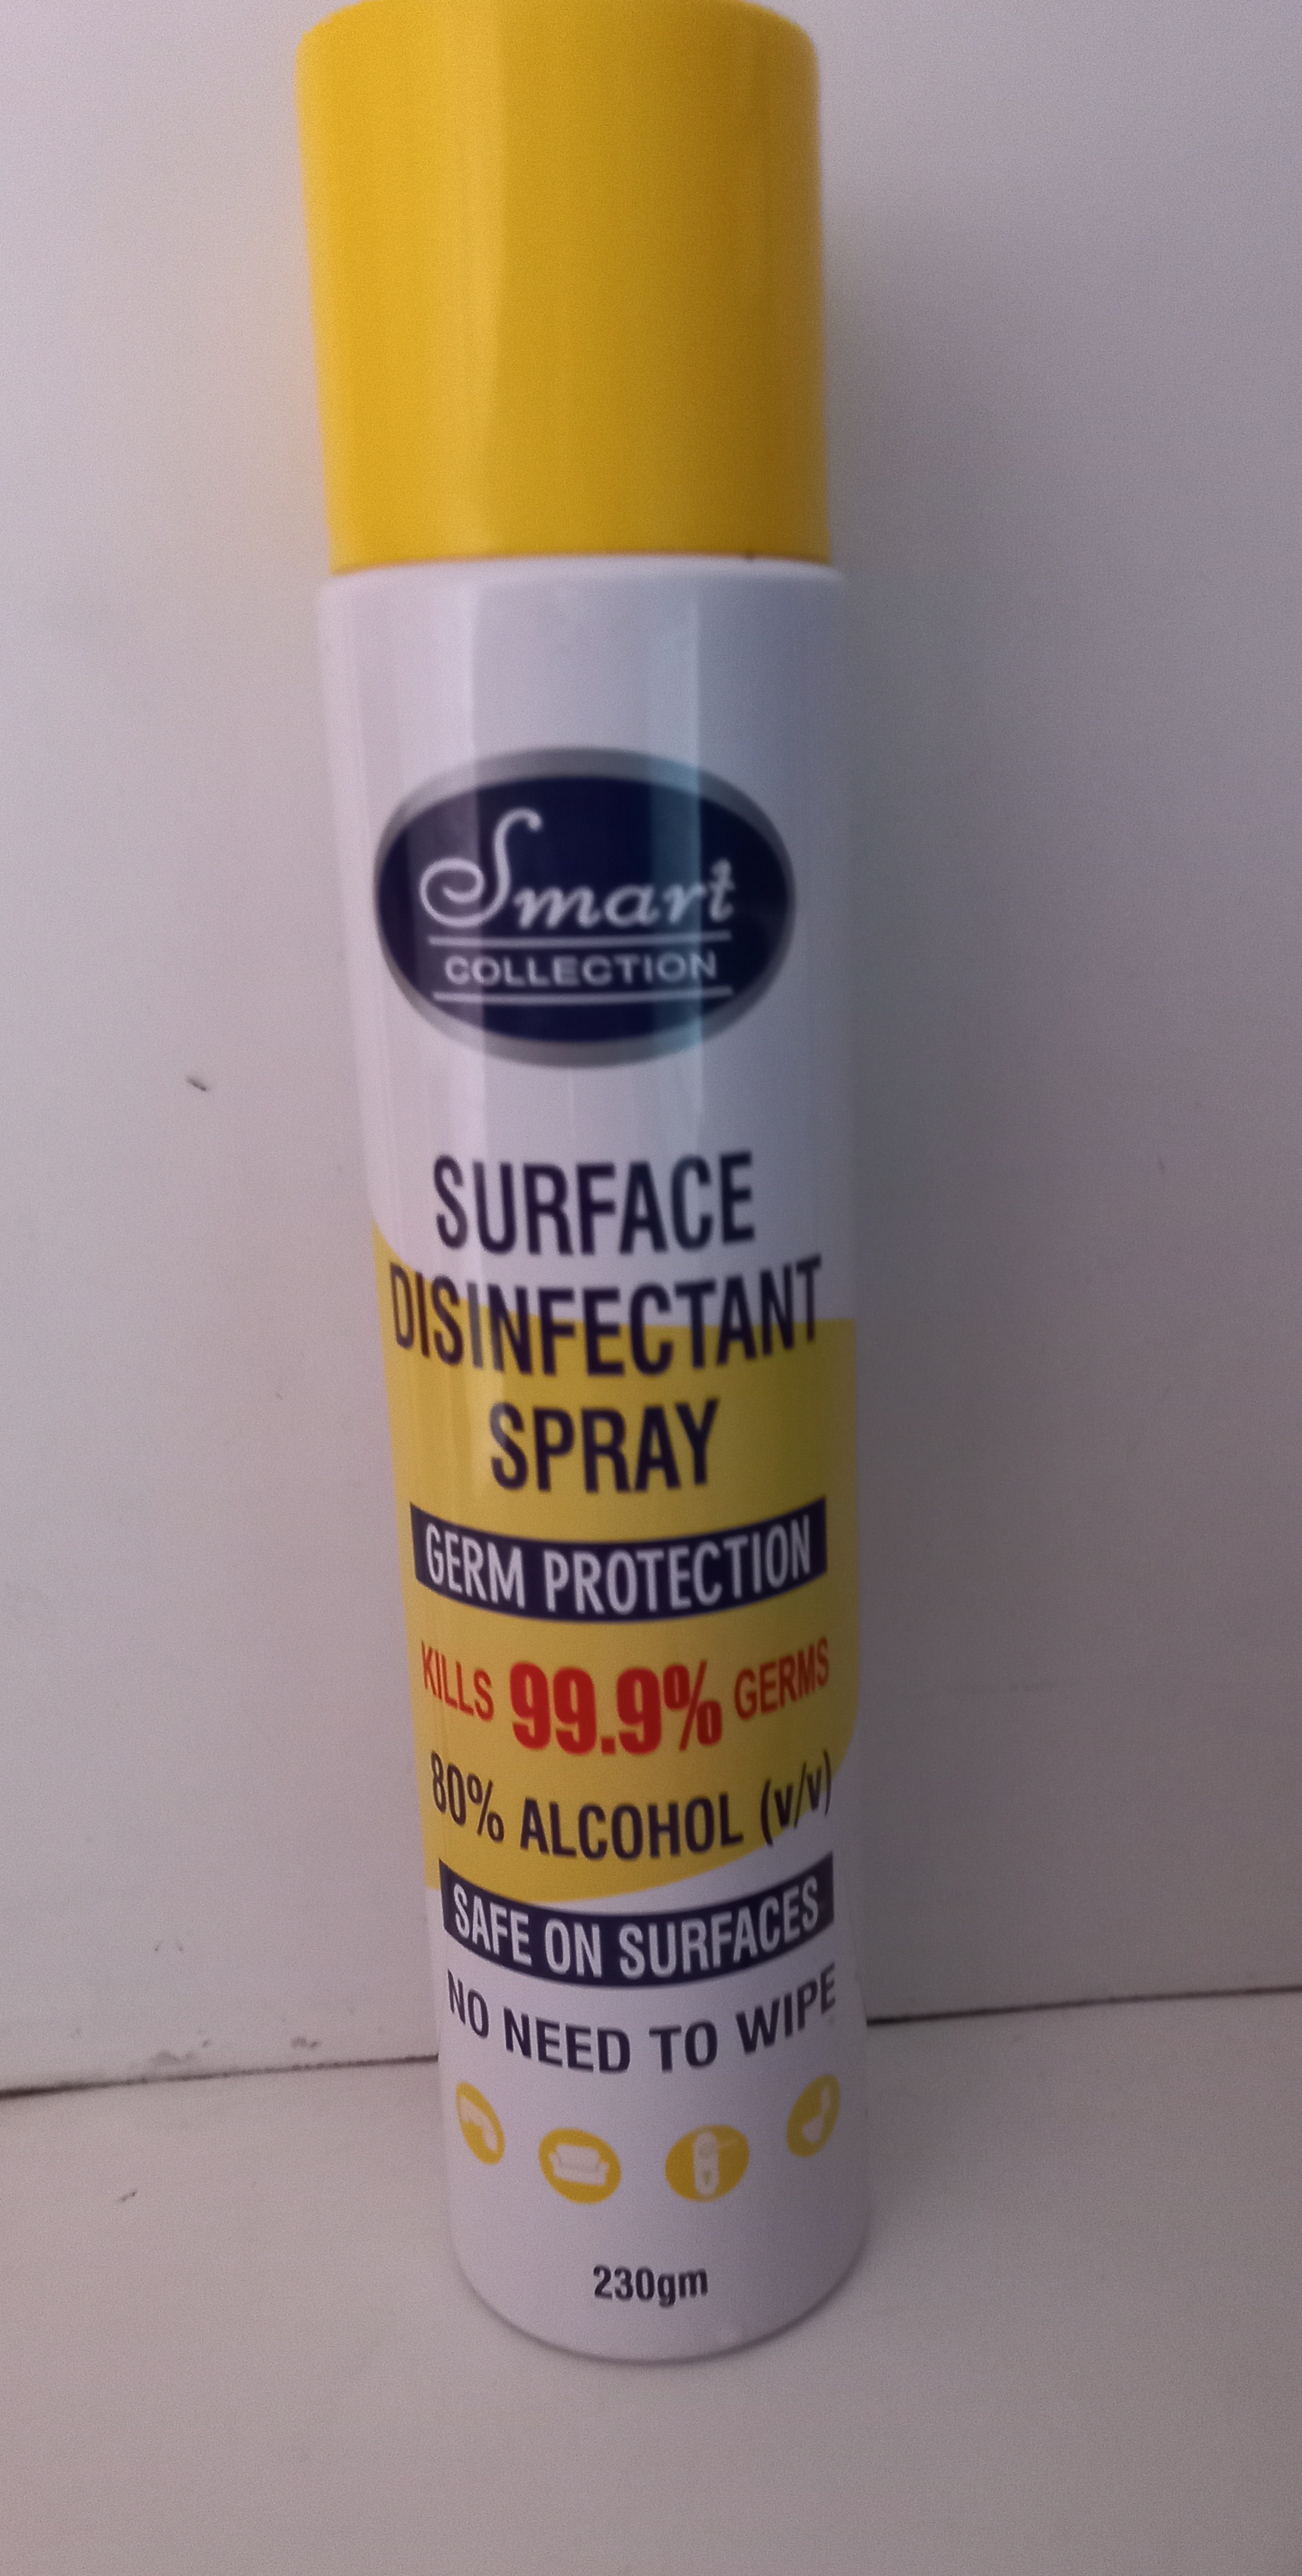 Smart
COLLECTION
SURFACE
DISINFECTANT
SPRAY
GERM PROTECTION
KILLS 99.9% GERMS
80% ALCOHOL (v/v)
SAFE ON SURFACES
NO NEED TO WIPE
230gm